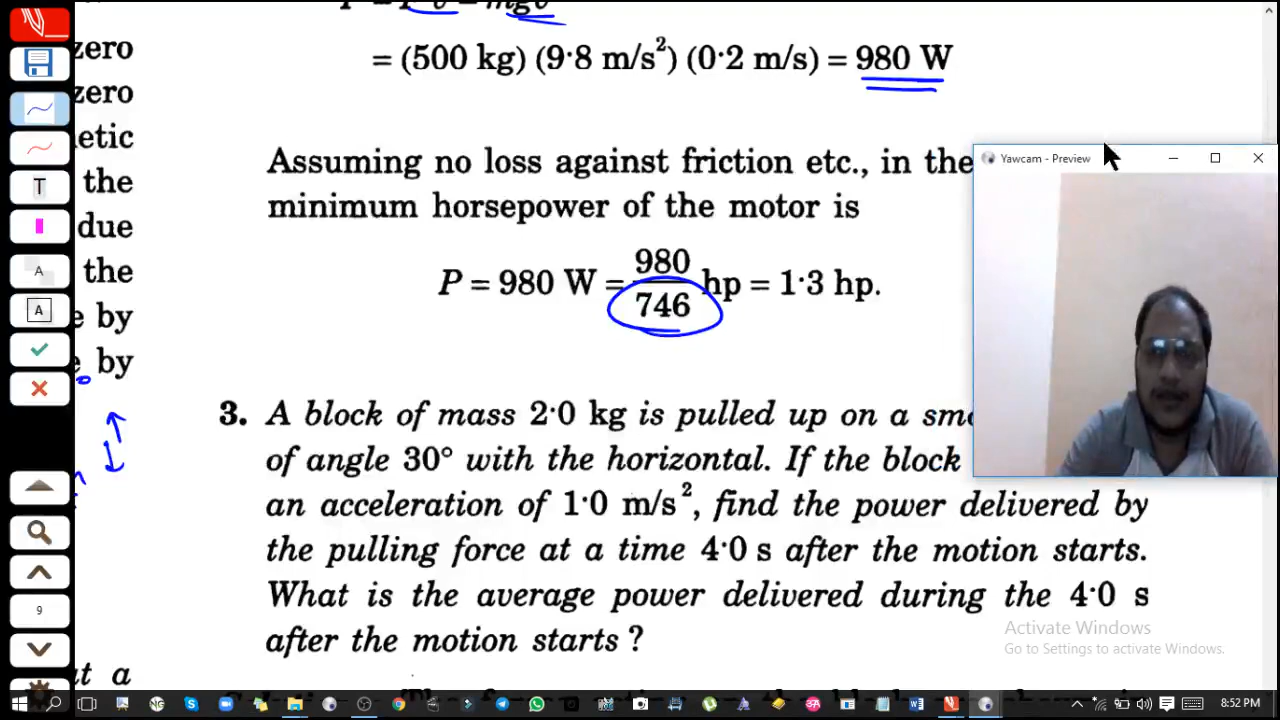 zero
zero
etic
the
due
the
e by
e by
t a
= (500 kg) (9·8 m/s²) (0·2 m/s) = 980 W
Assuming no loss against friction etc., in the
minimum horsepower of the motor is
P = 980 W = 980/746 hp = 1·3 hp.
3. A block of mass 2·0 kg is pulled up on a smo
of angle 30° with the horizontal. If the block
an acceleration of 1·0 m/s², find the power delivered by
the pulling force at a time 4·0 s after the motion starts.
What is the average power delivered during the 4·0 s
after the motion starts ?
Yawcam - Preview
T
A
A
9
Activate Windows
Go to Settings to activate Windows.
8:52 PM